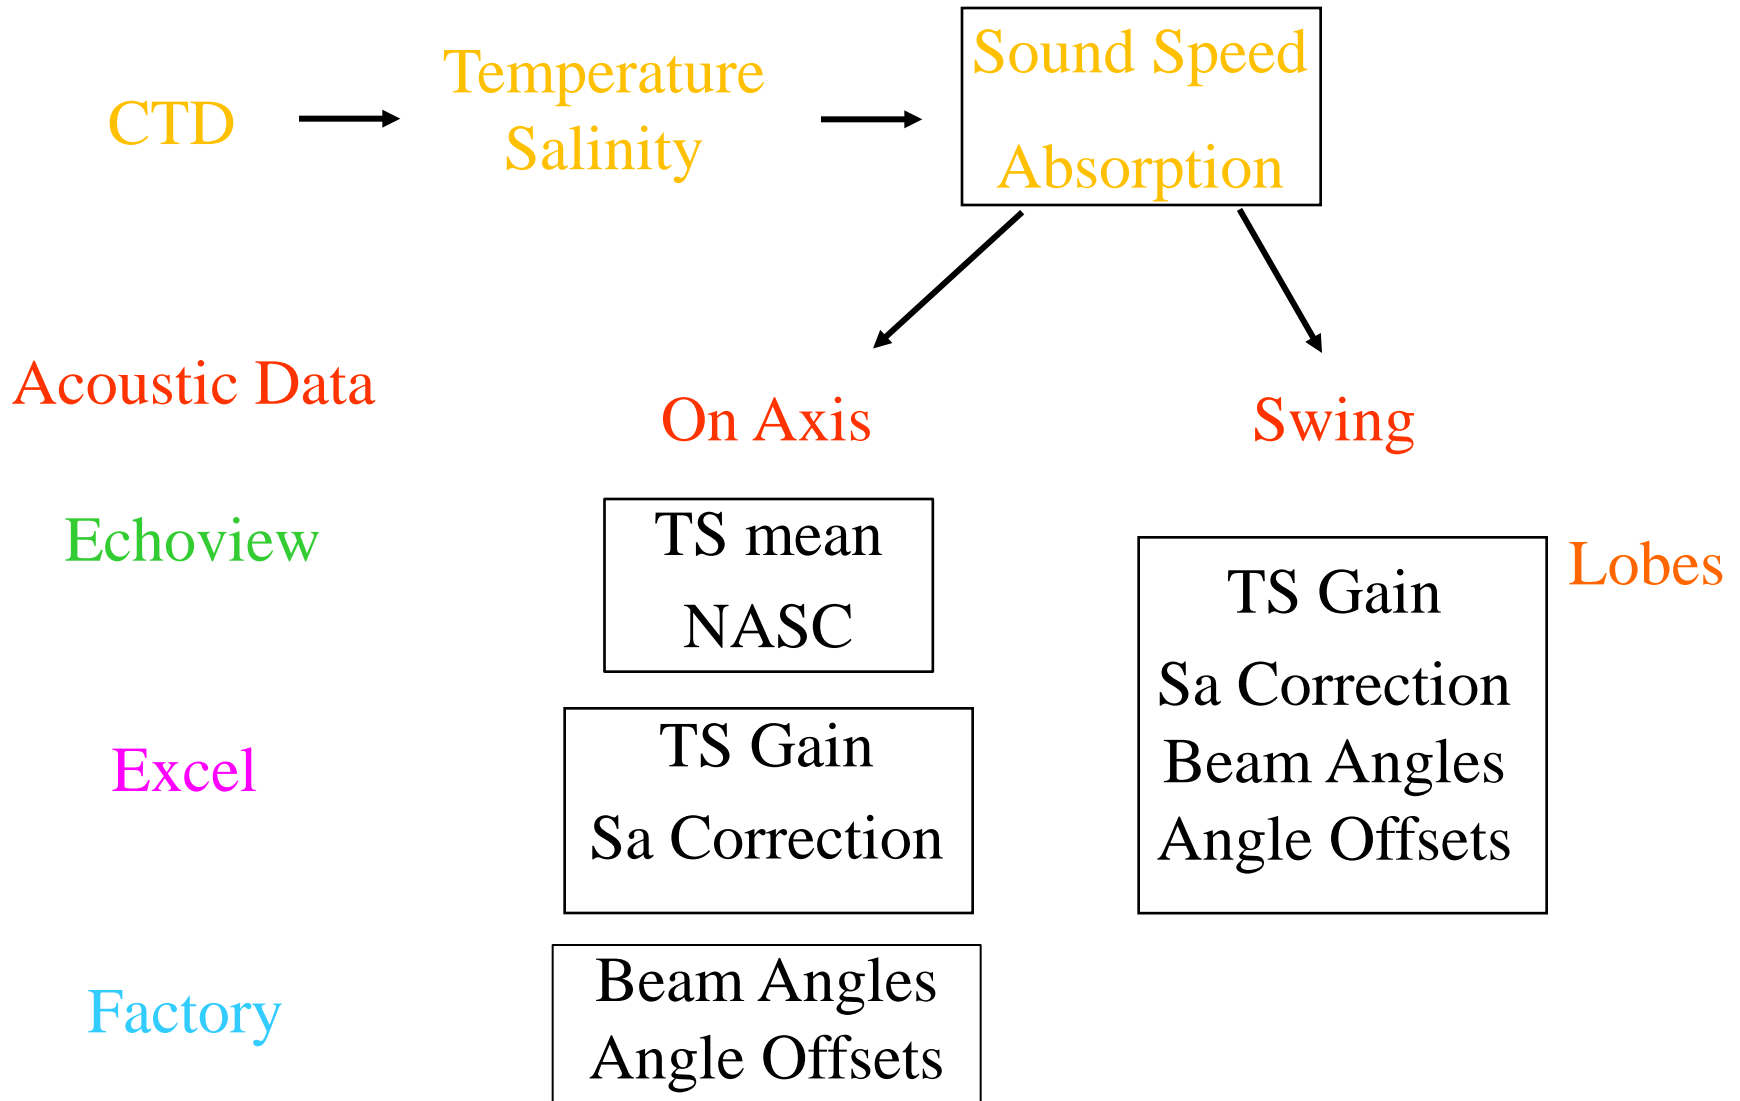 CTD
Temperature
Salinity
Sound Speed
Absorption
Acoustic Data
On Axis
Swing
Echoview
TS mean
NASC
Lobes
TS Gain
Sa Correction
Beam Angles
Angle Offsets
Excel
TS Gain
Sa Correction
Factory
Beam Angles
Angle Offsets